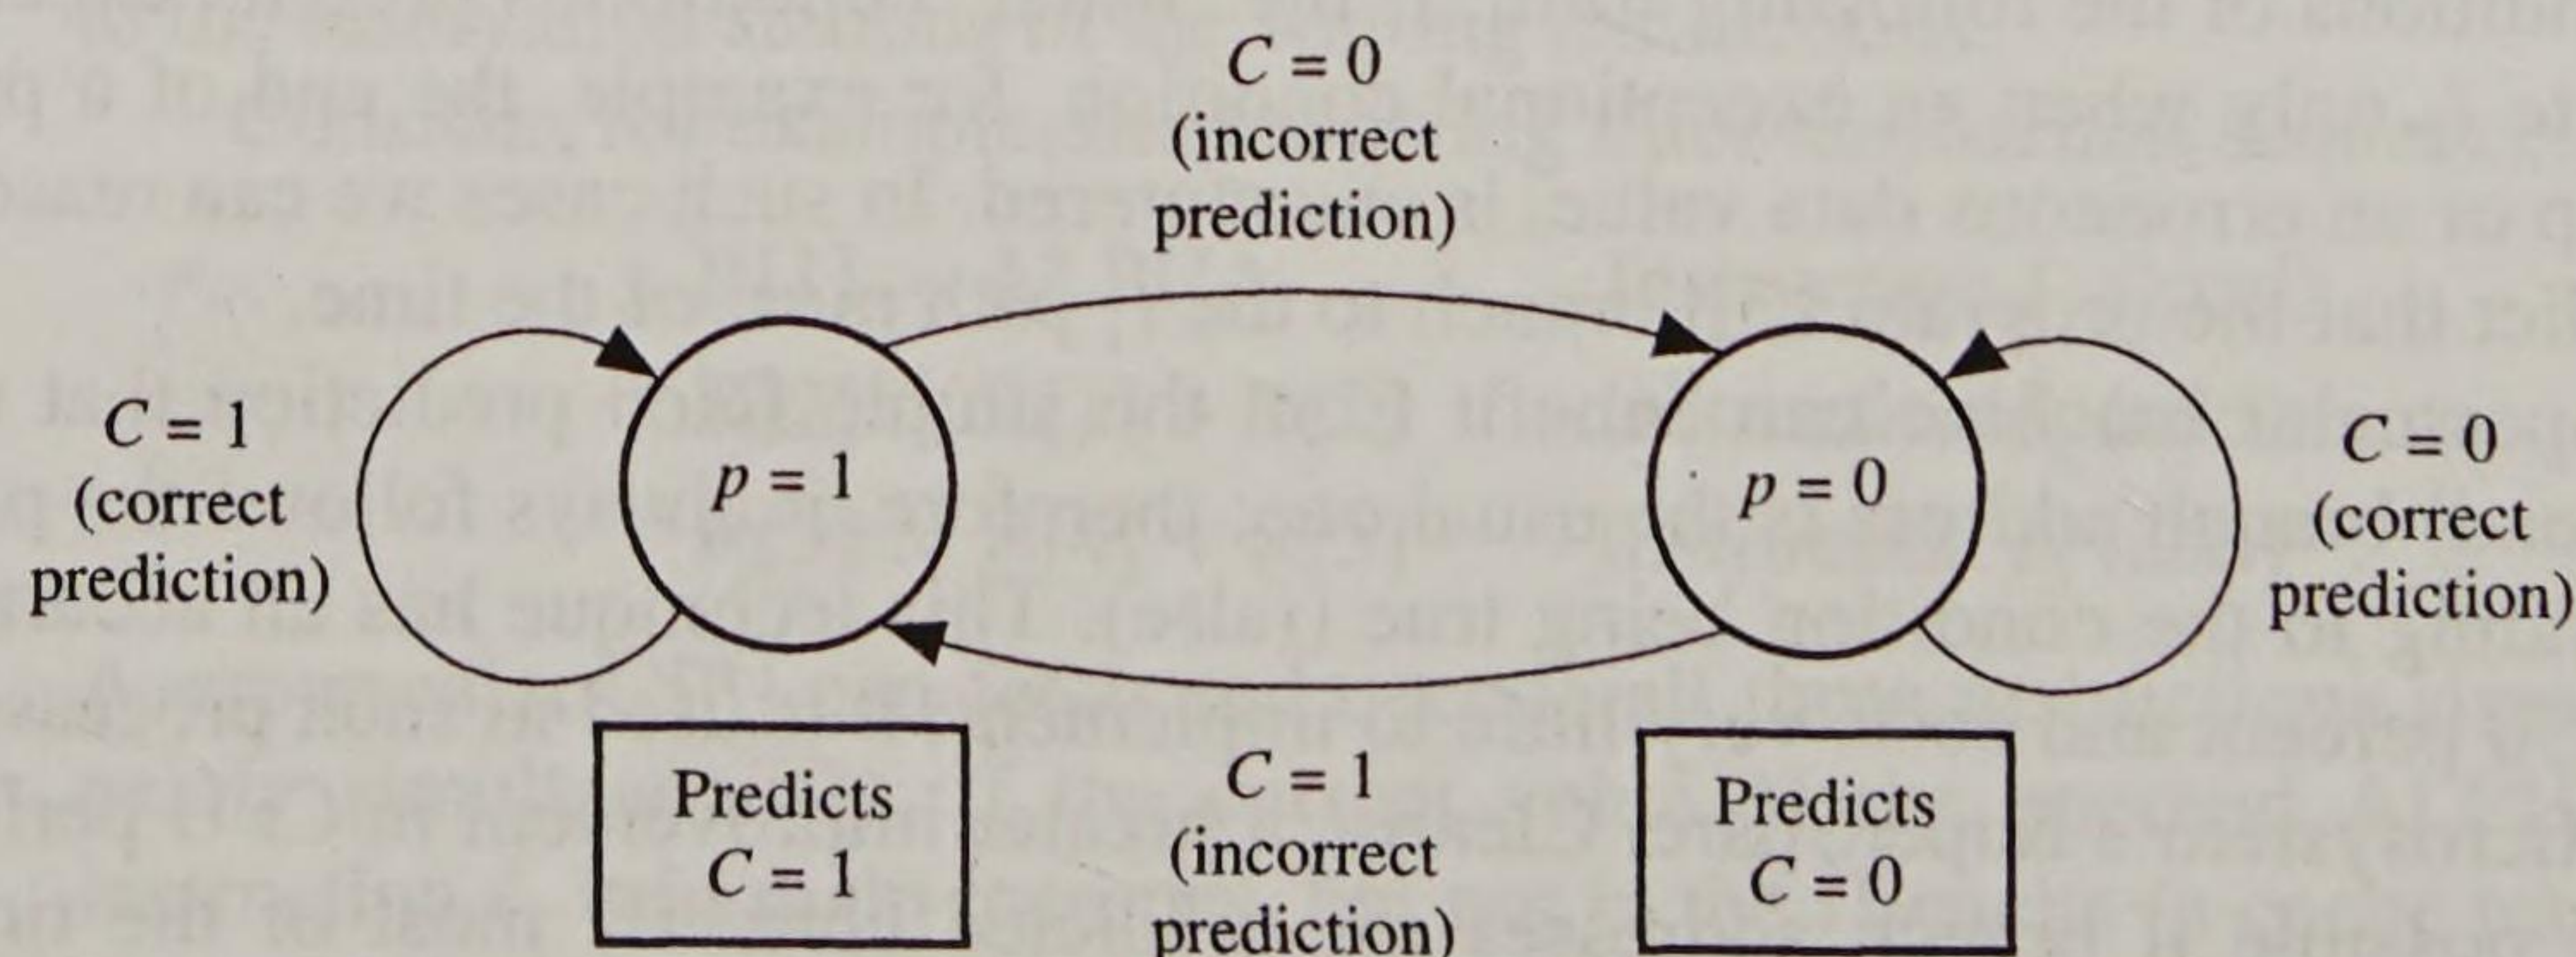 C = 0
(incorrect
prediction)
C = 1
(correct
prediction)
p = 1
p = 0
C = 0
(correct
prediction)
Predicts
C = 1
C = 1
(incorrect
prediction)
Predicts
C = 0